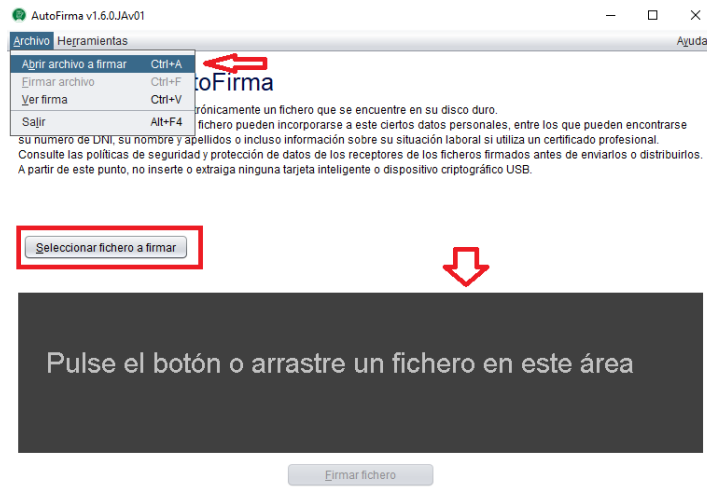 AutoFirma v1.6.0.JAv01
Archivo Herramientas Ayuda
Abrir archivo a firmar Ctrl+A
Firmar archivo Ctrl+F
Ver firma Ctrl+V
Salir Alt+F4
toFirma
trónicamente un fichero que se encuentre en su disco duro.
fichero pueden incorporarse a este ciertos datos personales, entre los que pueden encontrarse
su número de DNI, su nombre y apellidos o incluso información sobre su situación laboral si utiliza un certificado profesional.
Consulte las políticas de seguridad y protección de datos de los receptores de los ficheros firmados antes de enviarlos o distribuirlos.
A partir de este punto, no inserte o extraiga ninguna tarjeta inteligente o dispositivo criptográfico USB.
Seleccionar fichero a firmar
Pulse el botón o arrastre un fichero en este área
Firmar fichero